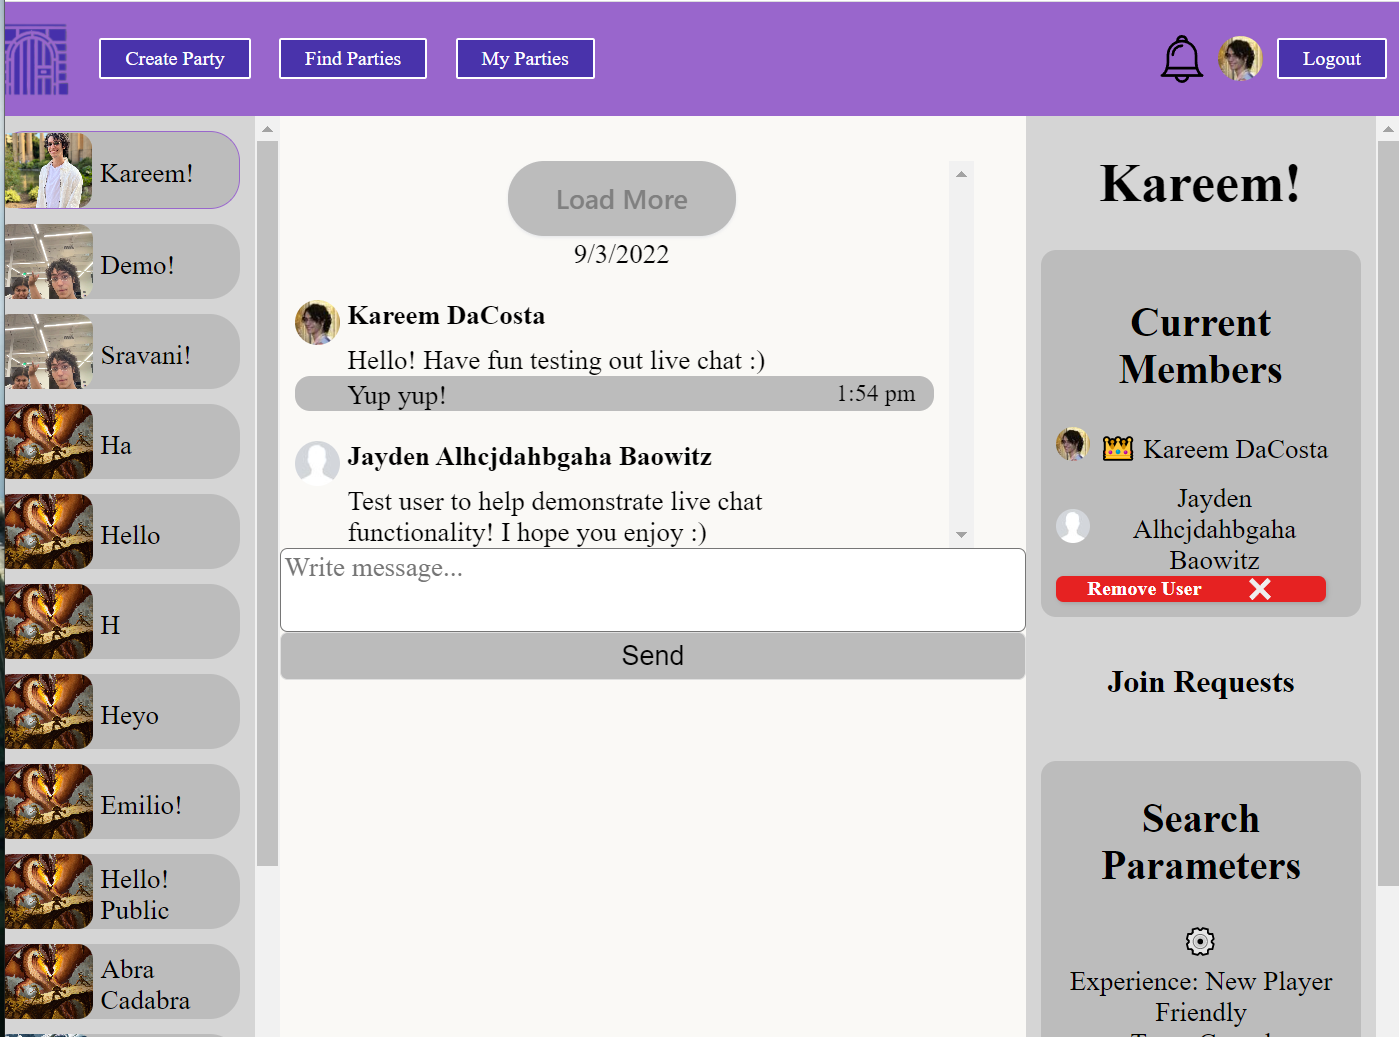 Create Party
Find Parties
My Parties
Logout
Kareem!
Demo!
Sravani!
Ha
Hello
H
Heyo
Emilio!
Hello!
Public
Abra
Cadabra
Load More
9/3/2022
Kareem DaCosta
Hello! Have fun testing out live chat :)
Yup yup!
1:54 pm
Jayden Alhcjdahbgaha Baowitz
Test user to help demonstrate live chat
functionality! I hope you enjoy :)
Write message...
Send
Kareem!
Current
Members
Kareem DaCosta
Jayden
Alhcjdahbgaha
Baowitz
Remove User
Join Requests
Search
Parameters
Experience: New Player
Friendly